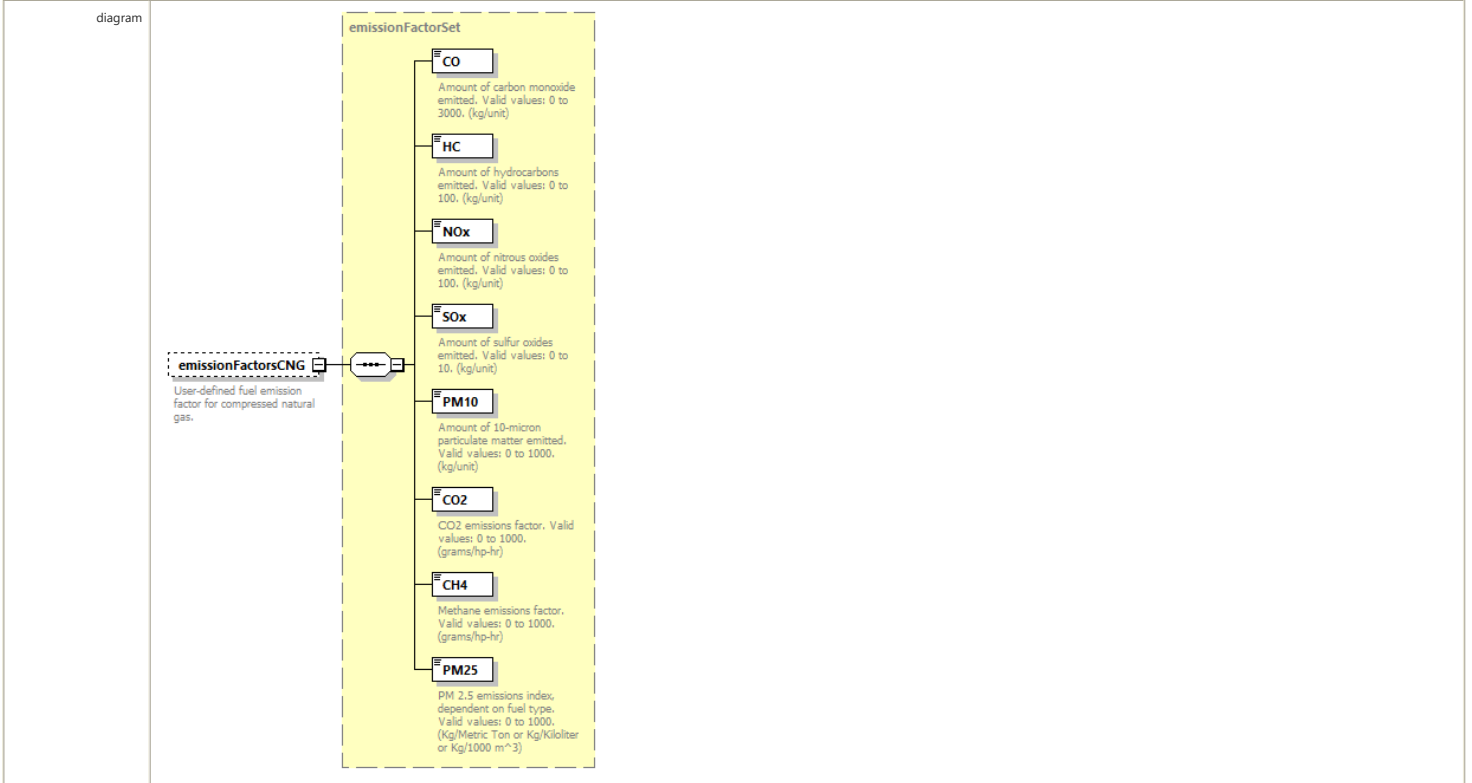 diagram
emissionFactorSet
CO
Amount of carbon monoxide
emitted. Valid values: 0 to
3000. (kg/unit)
HC
Amount of hydrocarbons
emitted. Valid values: 0 to
100. (kg/unit)
NOx
Amount of nitrous oxides
emitted. Valid values: 0 to
100. (kg/unit)
SOx
Amount of sulfur oxides
emitted. Valid values: 0 to
10. (kg/unit)
emissionFactorsCNG
User-defined fuel emission
factor for compressed natural
gas.
PM10
Amount of 10-micron
particulate matter emitted.
Valid values: 0 to 1000.
(kg/unit)
CO2
CO2 emissions factor. Valid
values: 0 to 1000.
(grams/hp-hr)
CH4
Methane emissions factor.
Valid values: 0 to 1000.
(grams/hp-hr)
PM25
PM 2.5 emissions index,
dependent on fuel type.
Valid values: 0 to 1000.
(Kg/Metric Ton or Kg/Kiloliter
or Kg/1000 m^3)